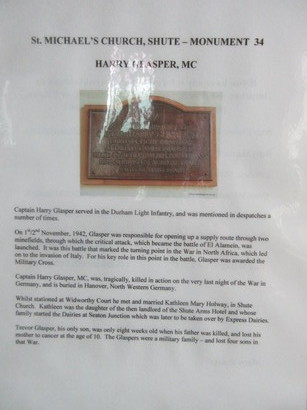 St. MICHAEL'S CHURCH, SHUTE – MONUMENT 34
HARRY GLASPER, MC
Captain Harry Glasper served in the Durham Light Infantry, and was mentioned in despatches a
number of times.
On 1st/2nd November, 1942, Glasper was responsible for opening up a supply route through two
minefields, through which the critical attack, which became the battle of El Alamein, was
launched. It was this battle that marked the turning point in the War in North Africa, which led
on to the invasion of Italy. For his key role in this point in the battle, Glasper was awarded the
Military Cross.
Captain Harry Glasper, MC, was, tragically, killed in action on the very last night of the War in
Germany, and is buried in Hanover, North Western Germany.
Whilst stationed at Widworthy Court he met and married Kathleen Mary Holway, in Shute
Church. Kathleen was the daughter of the then landlord of the Shute Arms Hotel and whose
family started the Dairies at Seaton Junction which was later to be taken over by Express Dairies.
Trevor Glasper, his only son, was only eight weeks old when his father was killed, and lost his
mother to cancer at the age of 10. The Glaspers were a military family – and lost four sons in
that War.